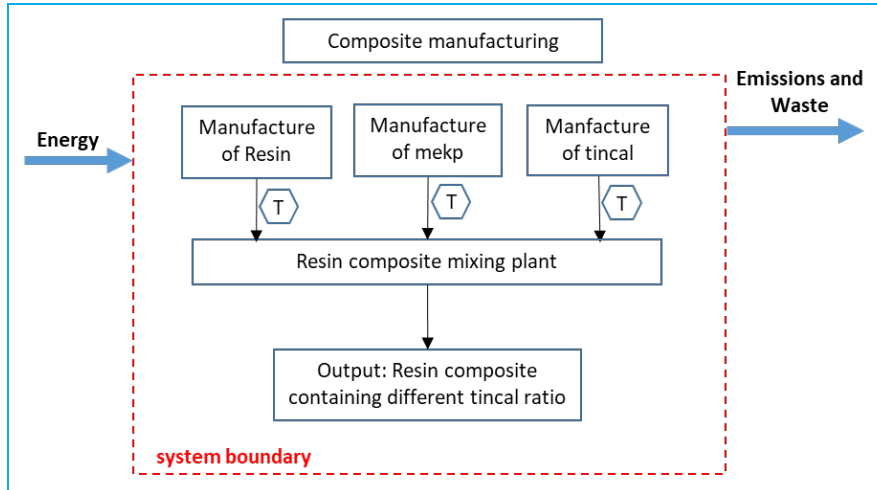 Composite manufacturing
Emissions and
Waste
Energy
Manufacture
of Resin
Manufacture
of mekp
Manfacture
of tincal
T
T
T
Resin composite mixing plant
Output: Resin composite
containing different tincal ratio
system boundary